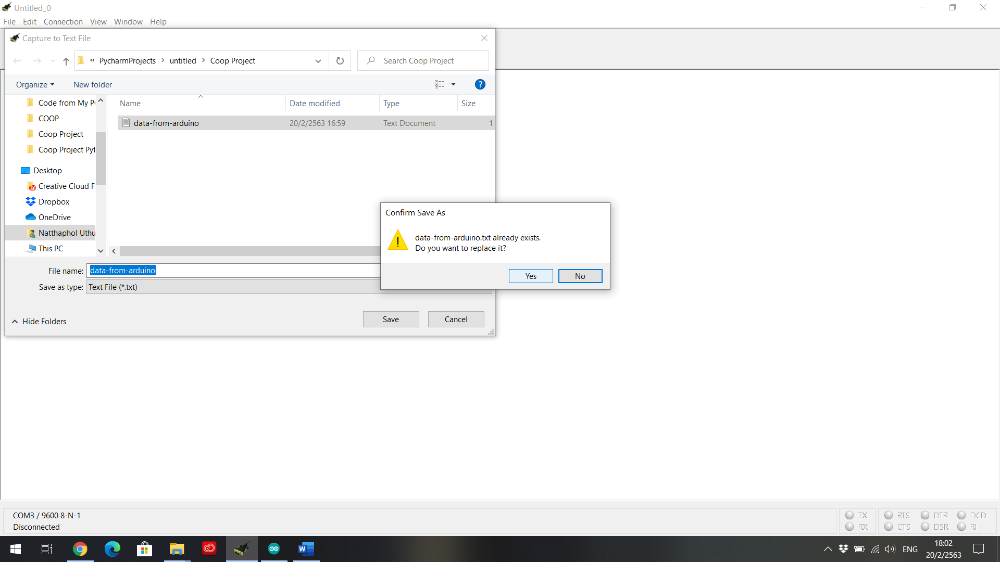 Untitled_0
File Edit Connection View Window Help
Capture to Text File
« PycharmProjects > untitled > Coop Project
Search Coop Project
Organize
New folder
Name
Date modified
Type
Size
data-from-arduino
20/2/2563 16:59
Text Document
1
Code from My P
COOP
Coop Project
Coop Project Pyt
Desktop
Creative Cloud F
Dropbox
OneDrive
Natthaphol Uthu
This PC
File name: data-from-arduino
Save as type: Text File (*.txt)
Hide Folders
Save
Cancel
Confirm Save As
data-from-arduino.txt already exists.
Do you want to replace it?
Yes
No
COM3 / 9600 8-N-1
Disconnected
TX
RX
RTS
CTS
DTR
DSR
DCD
RI
ENG
18:02
20/2/2563